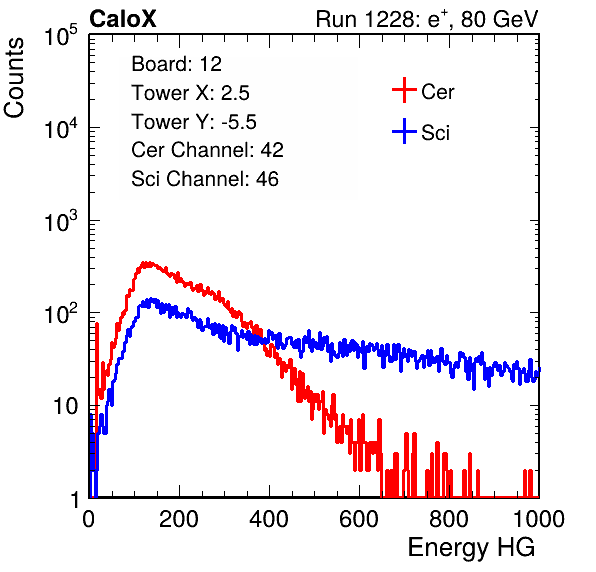 CaloX Run 1228: e⁺, 80 GeV
10⁵
Counts
Board: 12
Tower X: 2.5
Tower Y: -5.5
Cer Channel: 42
Sci Channel: 46
Cer
Sci
10⁴
10³
10²
10
1
0 200 400 600 800 1000
Energy HG